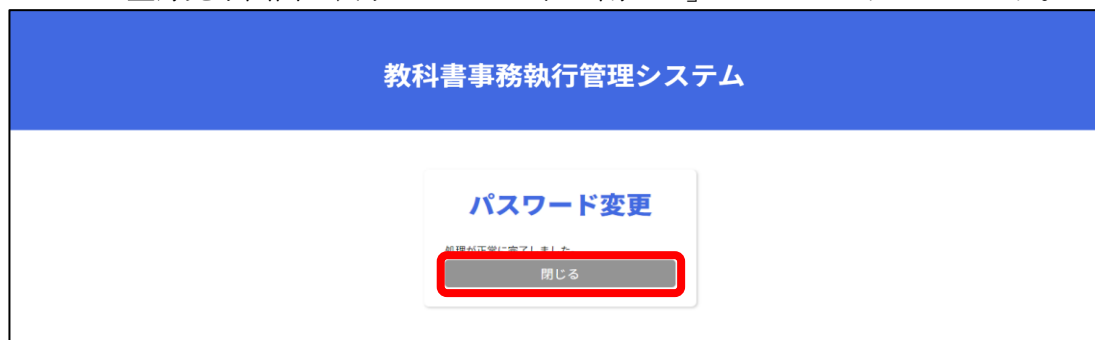 教科書事務執行管理システム
パスワード変更
処理が正常に完了しました
閉じる